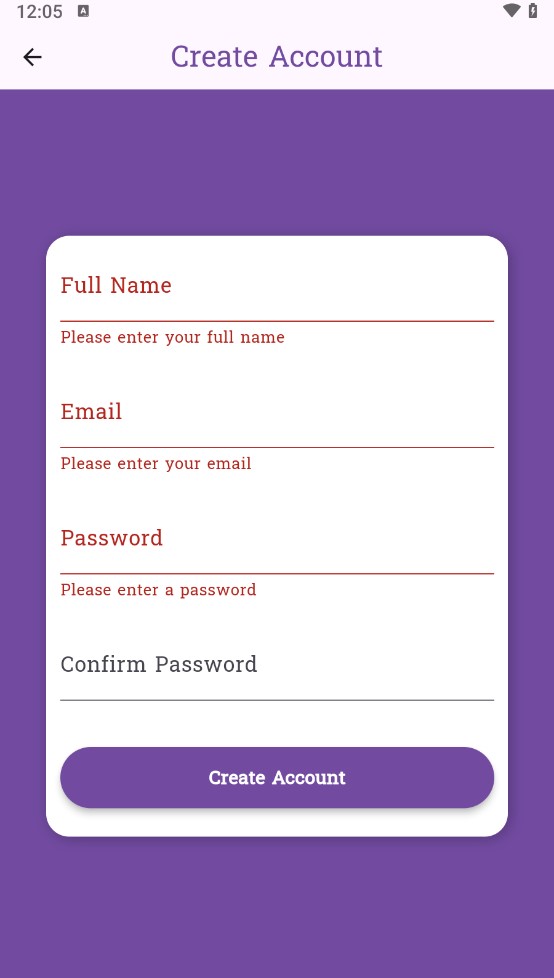 12:05
Create Account
Full Name
Please enter your full name
Email
Please enter your email
Password
Please enter a password
Confirm Password
Create Account